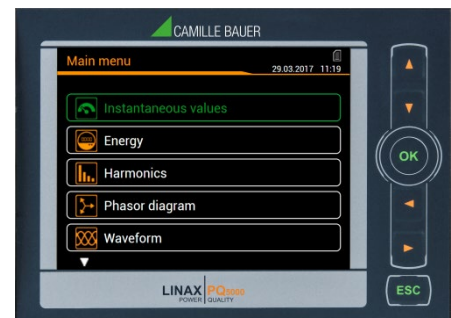 CAMILLE BAUER
Main menu
29.03.2017 11:19
Instantaneous values
Energy
Harmonics
Phasor diagram
Waveform
OK
LINAX PQ5000
POWER QUALITY
ESC